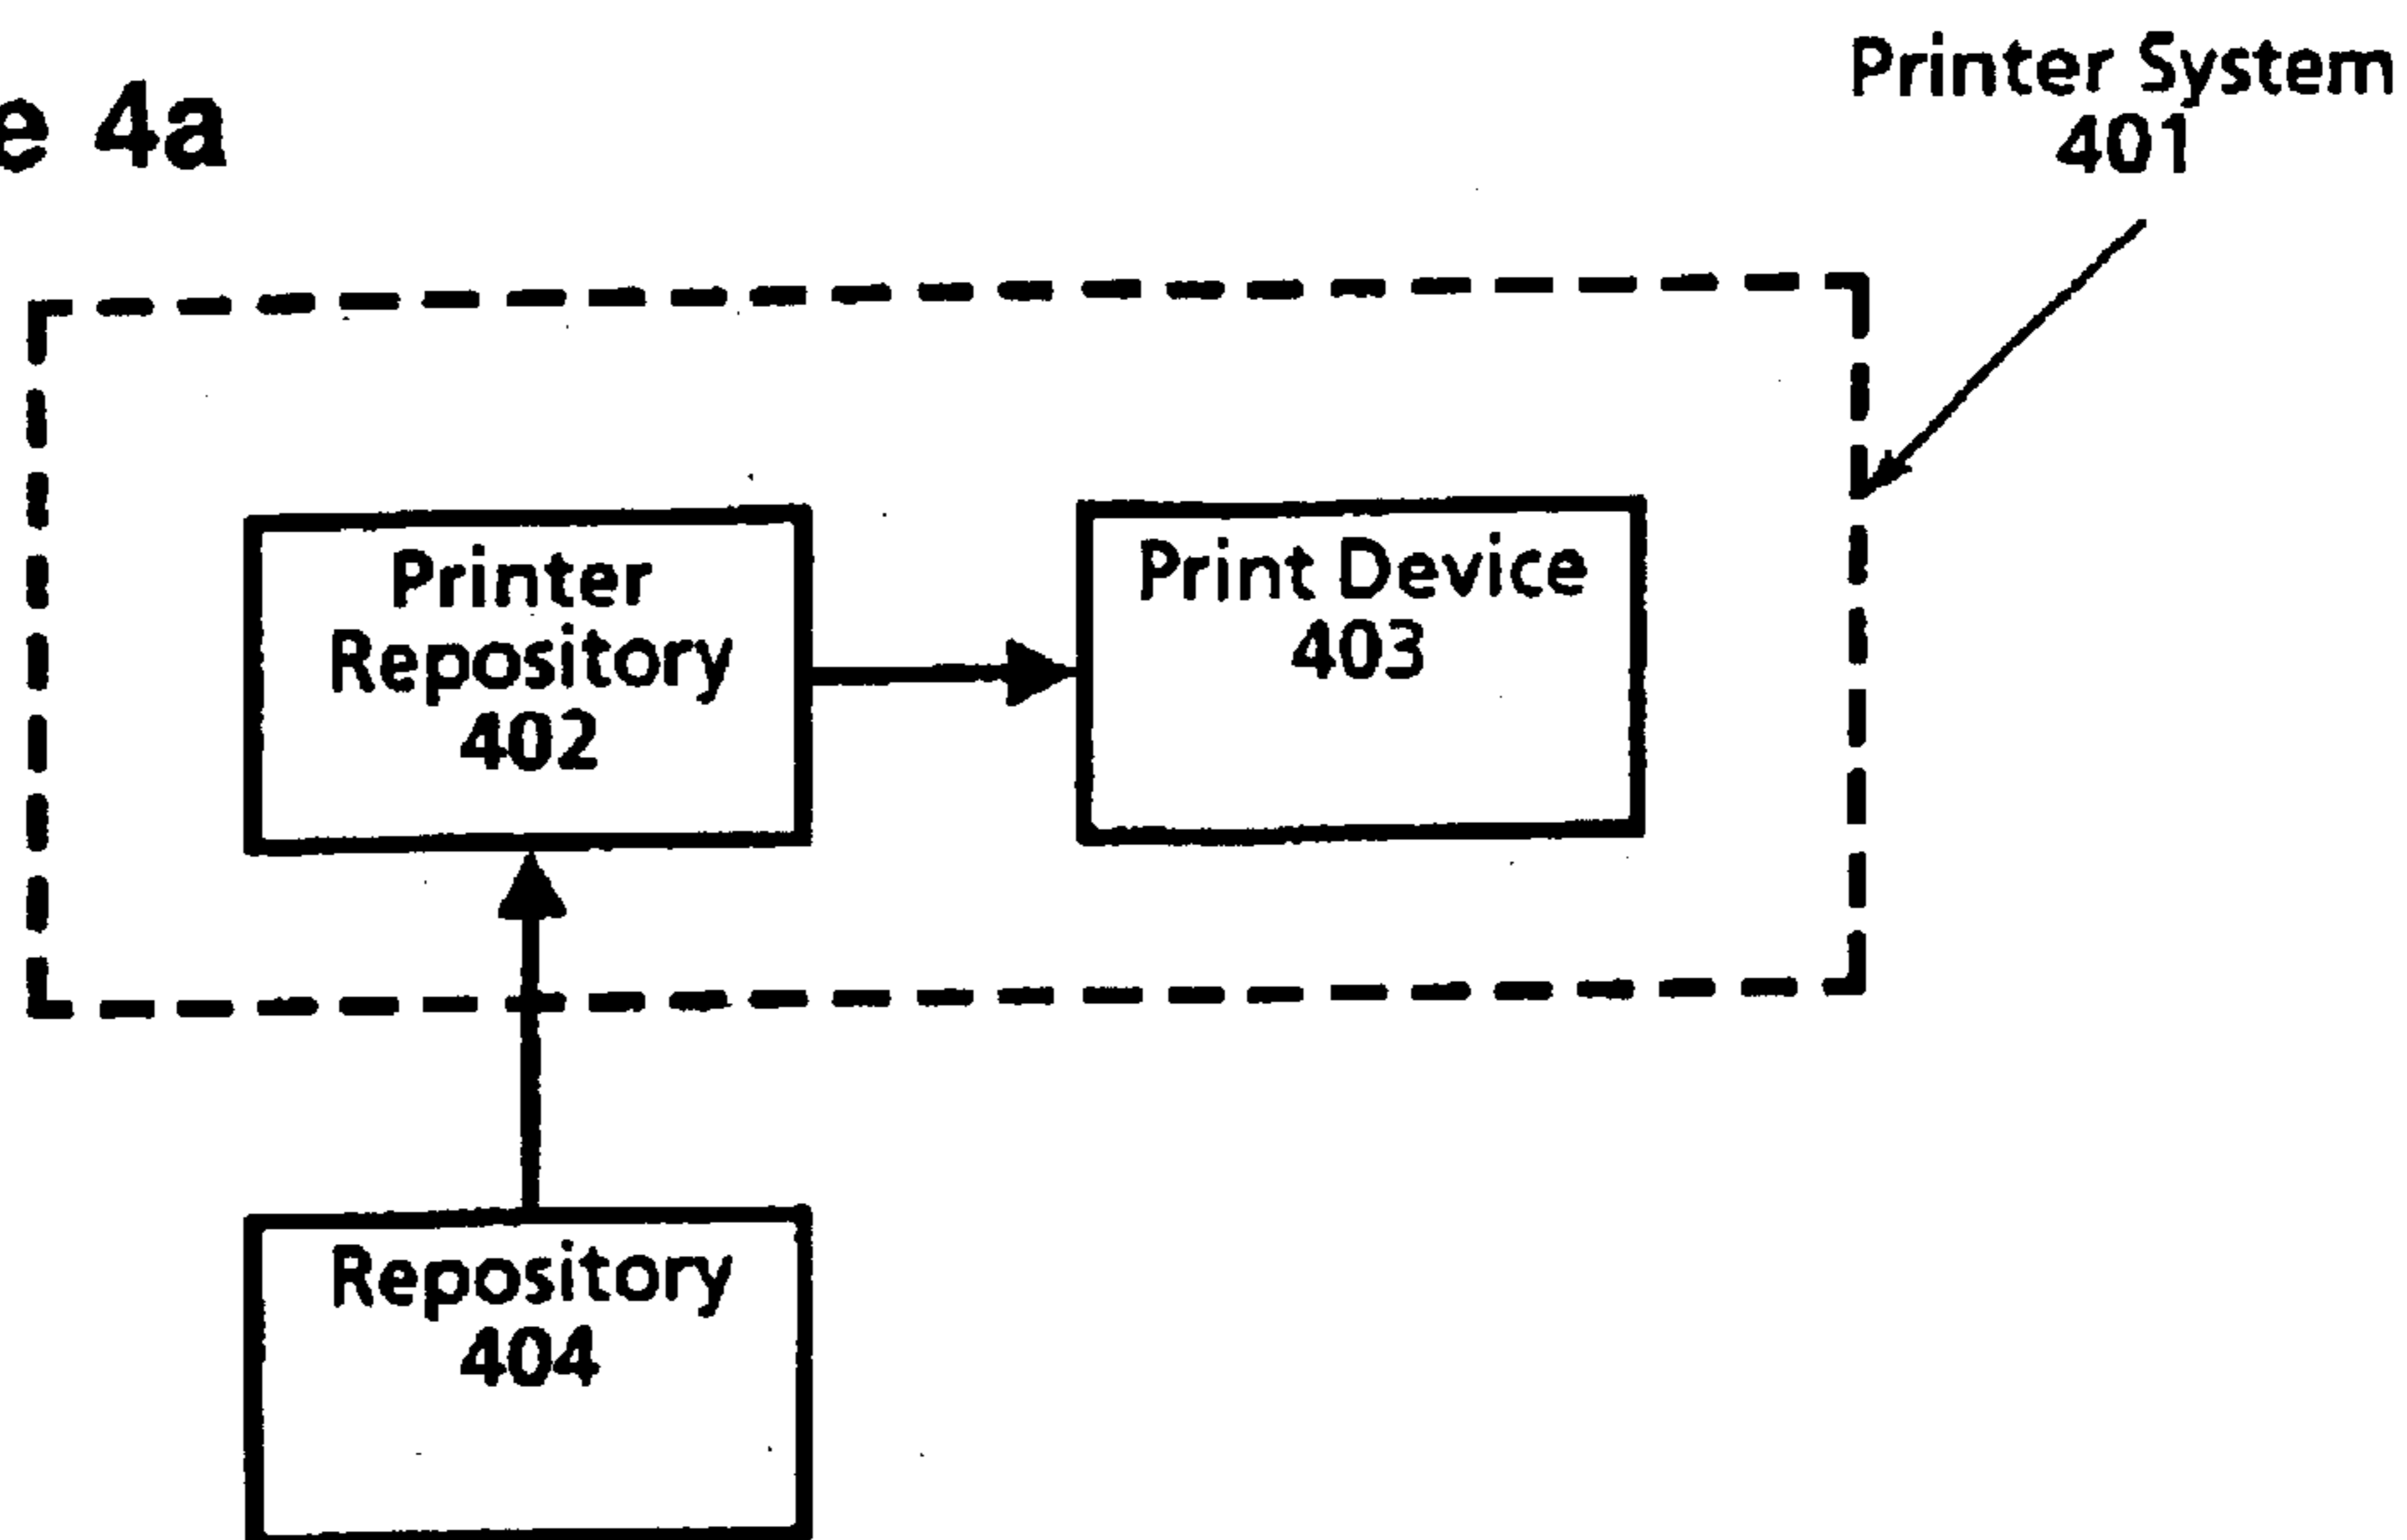 e 4a
Printer System
401
Printer
Repository
402
Print Device
403
Repository
404